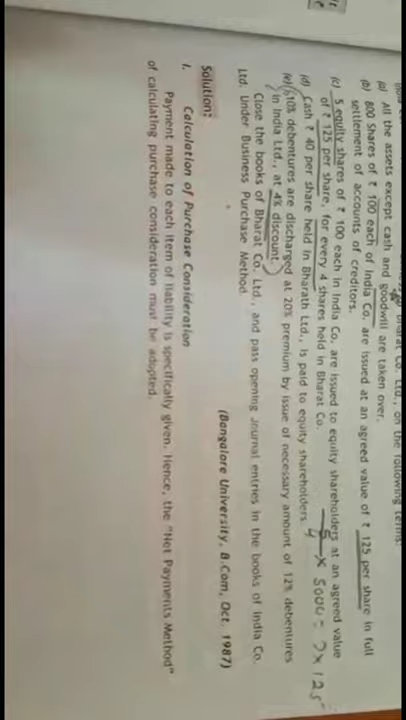 Bharat Co. Ltd., on the following terms:
(a) All the assets except cash and goodwill are taken over.
(b) 800 Shares of ₹ 100 each of India Co. are issued at an agreed value of ₹ 125 per share in full
settlement of accounts of creditors.
(c) 5 equity shares of ₹ 100 each in India Co. are issued to equity shareholders at an agreed value
of ₹ 125 per share, for every 4 shares held in Bharat Co.
5/4 × 5000 = ? × 125
(d) Cash ₹ 40 per share held in Bharath Ltd., is paid to equity shareholders.
(e) 10% debentures are discharged at 20% premium by issue of necessary amount of 12% debentures
in India Ltd., at 4% discount.
Close the books of Bharat Co. Ltd., and pass opening Journal entries in the books of India Co.
Ltd. Under Business Purchase Method.
(Bangalore University, B.Com, Oct. 1987)
Solution:
1. Calculation of Purchase Consideration
Payment made to each item of liability is specifically given. Hence, the "Net Payments Method"
of calculating purchase consideration must be adopted.